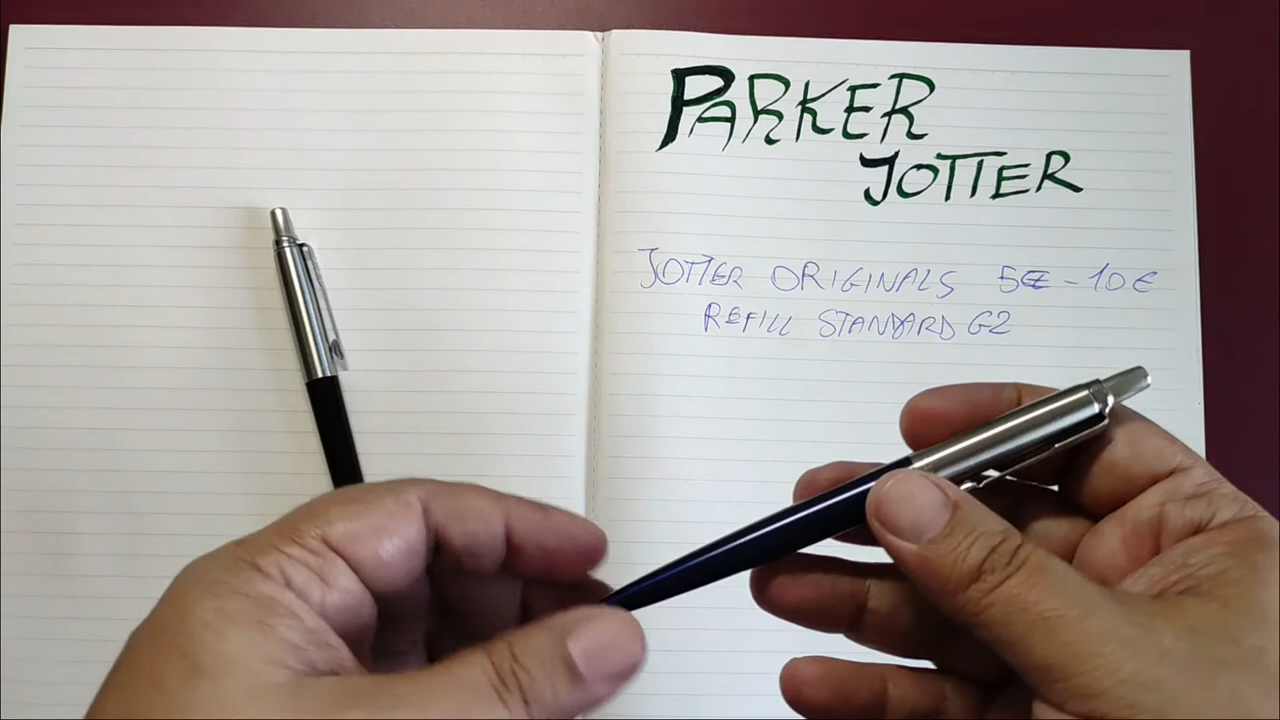 PARKER
JOTTER
JOTTER ORIGINALS 5€ - 10€
REFILL STANDARD G2